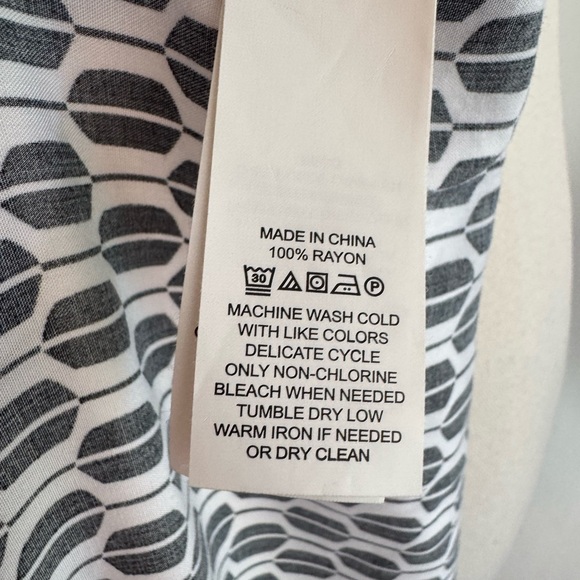 MADE IN CHINA
100% RAYON
30 P
MACHINE WASH COLD
WITH LIKE COLORS
DELICATE CYCLE
ONLY NON-CHLORINE
BLEACH WHEN NEEDED
TUMBLE DRY LOW
WARM IRON IF NEEDED
OR DRY CLEAN